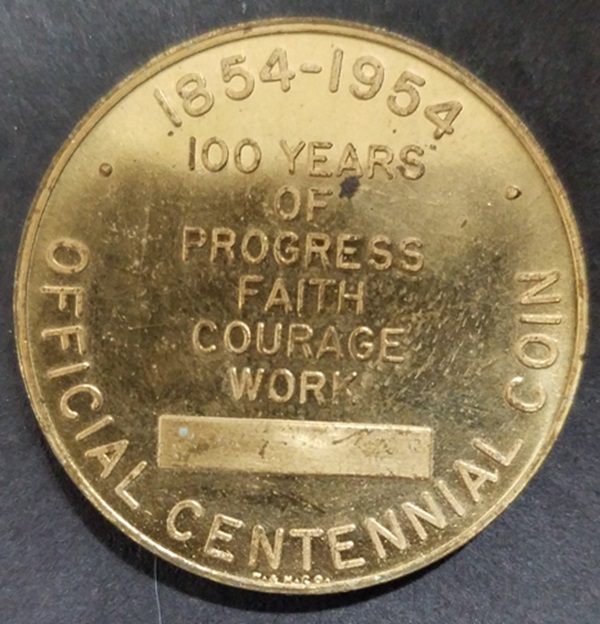 1854-1954
100 YEARS
OF
PROGRESS
FAITH
COURAGE
WORK
OFFICIAL CENTENNIAL COIN